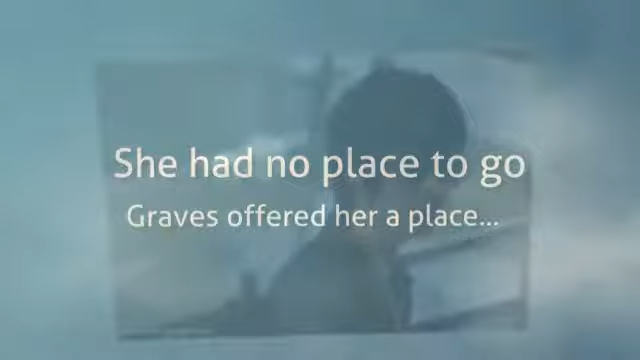 She had no place to go
Graves offered her a place...